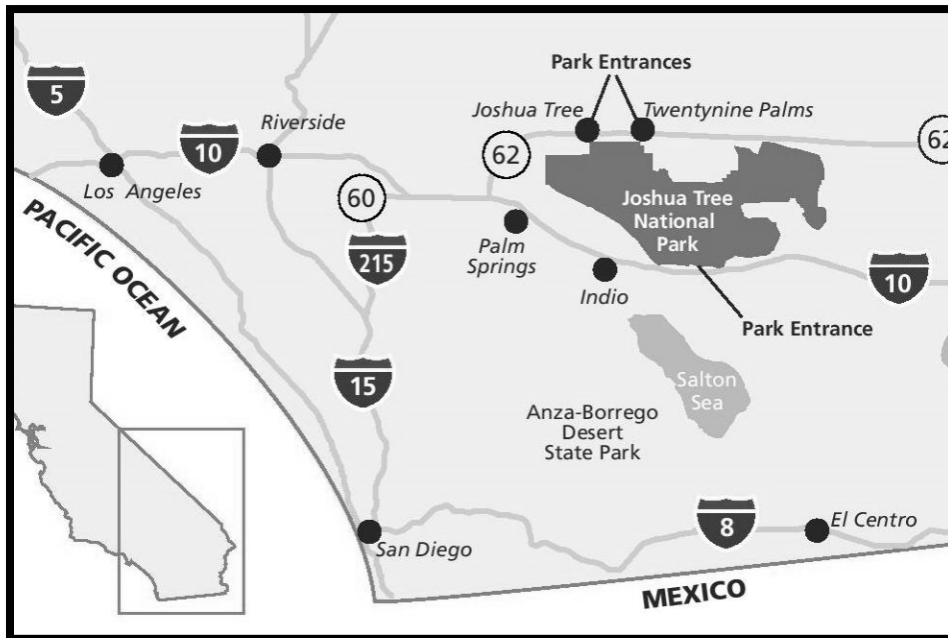 Park Entrances
5
Joshua Tree
Twentynine Palms
Riverside
10
62
62
Los Angeles
60
Joshua Tree
National
Park
PACIFIC OCEAN
215
Palm
Springs
Indio
10
Park Entrance
15
Salton
Sea
Anza-Borrego
Desert
State Park
8
El Centro
San Diego
MEXICO